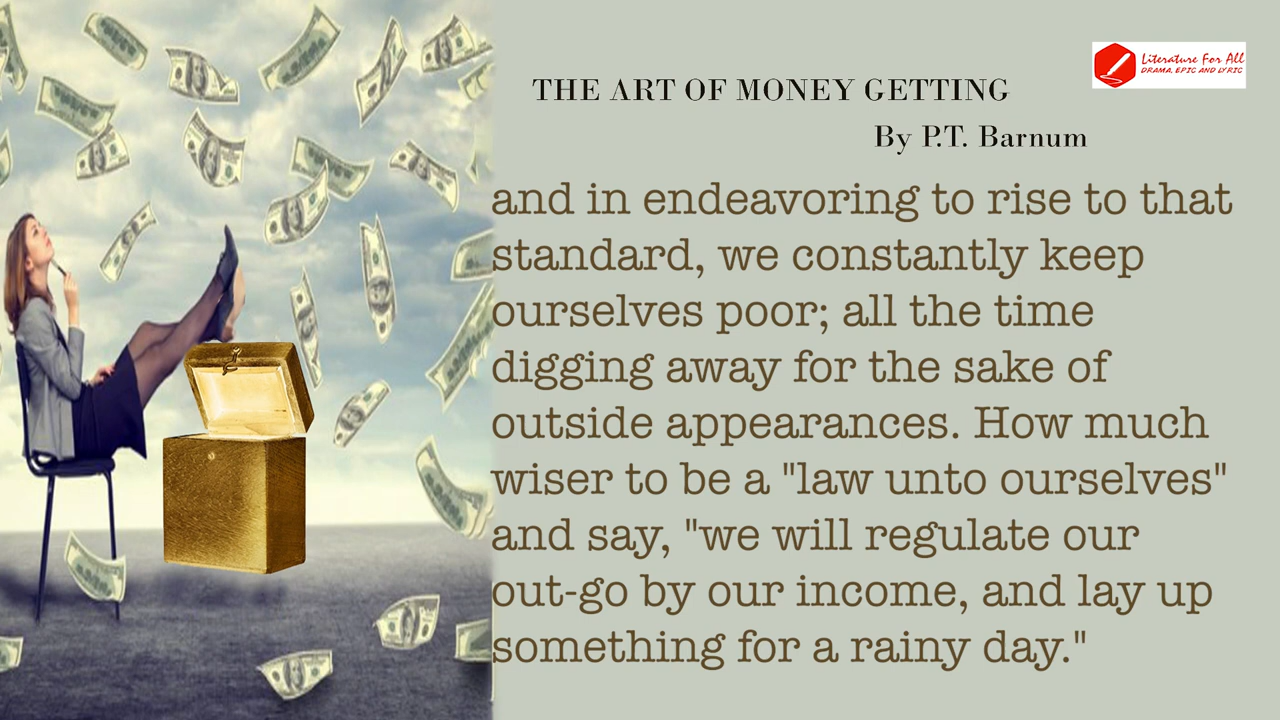 THE ART OF MONEY GETTING
By P.T. Barnum
Literature For All
DRAMA, EPIC AND LYRIC
and in endeavoring to rise to that
standard, we constantly keep
ourselves poor; all the time
digging away for the sake of
outside appearances. How much
wiser to be a "law unto ourselves"
and say, "we will regulate our
out-go by our income, and lay up
something for a rainy day."